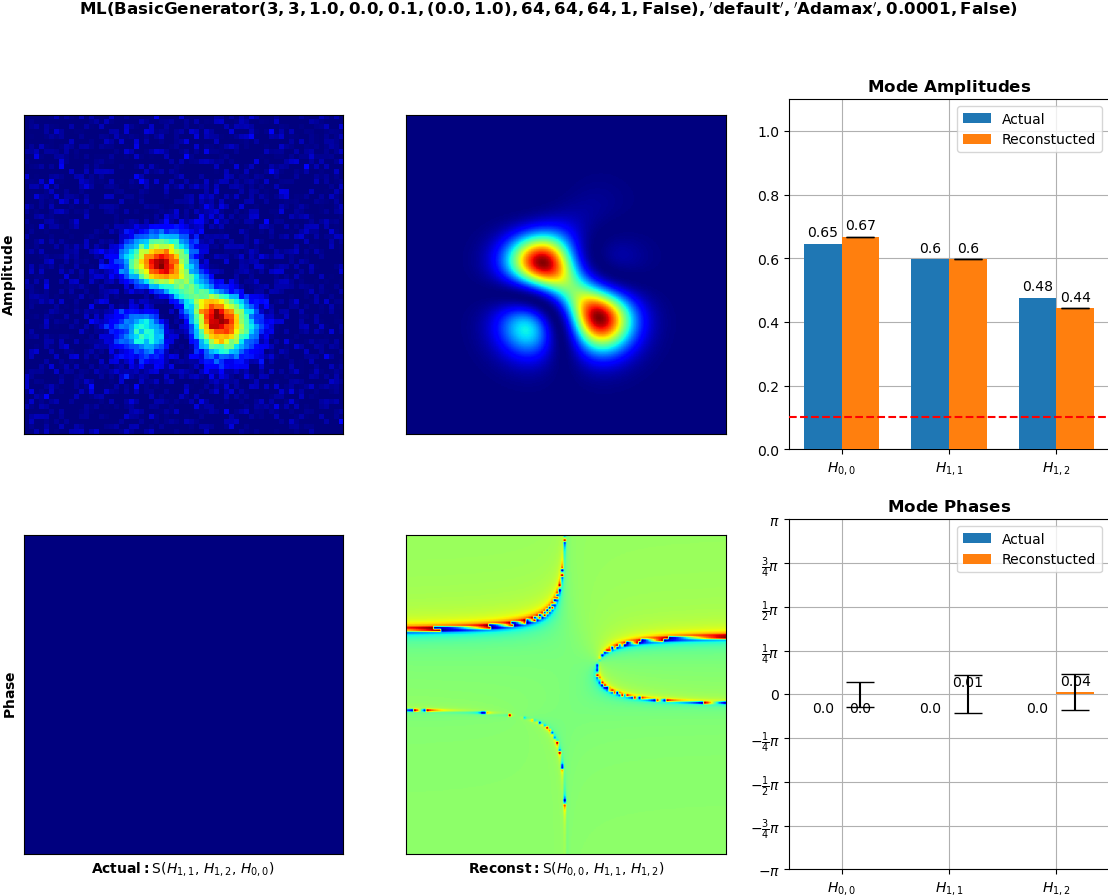 ML(BasicGenerator(3, 3, 1.0, 0.0, 0.1, (0.0, 1.0), 64, 64, 64, 1, False), ′default′, ′Adamax′, 0.0001, False)
Amplitude
Mode Amplitudes
Actual
Reconstucted
1.0
0.8
0.6
0.4
0.2
0.0
0.65
0.67
0.6
0.6
0.48
0.44
H0,0
H1,1
H1,2
Phase
Actual: S(H1,1, H1,2, H0,0)
Reconst: S(H0,0, H1,1, H1,2)
Mode Phases
Actual
Reconstucted
π
3/4π
1/2π
1/4π
0
−1/4π
−1/2π
−3/4π
−π
0.0
0.0
0.0
0.01
0.0
0.04
H0,0
H1,1
H1,2